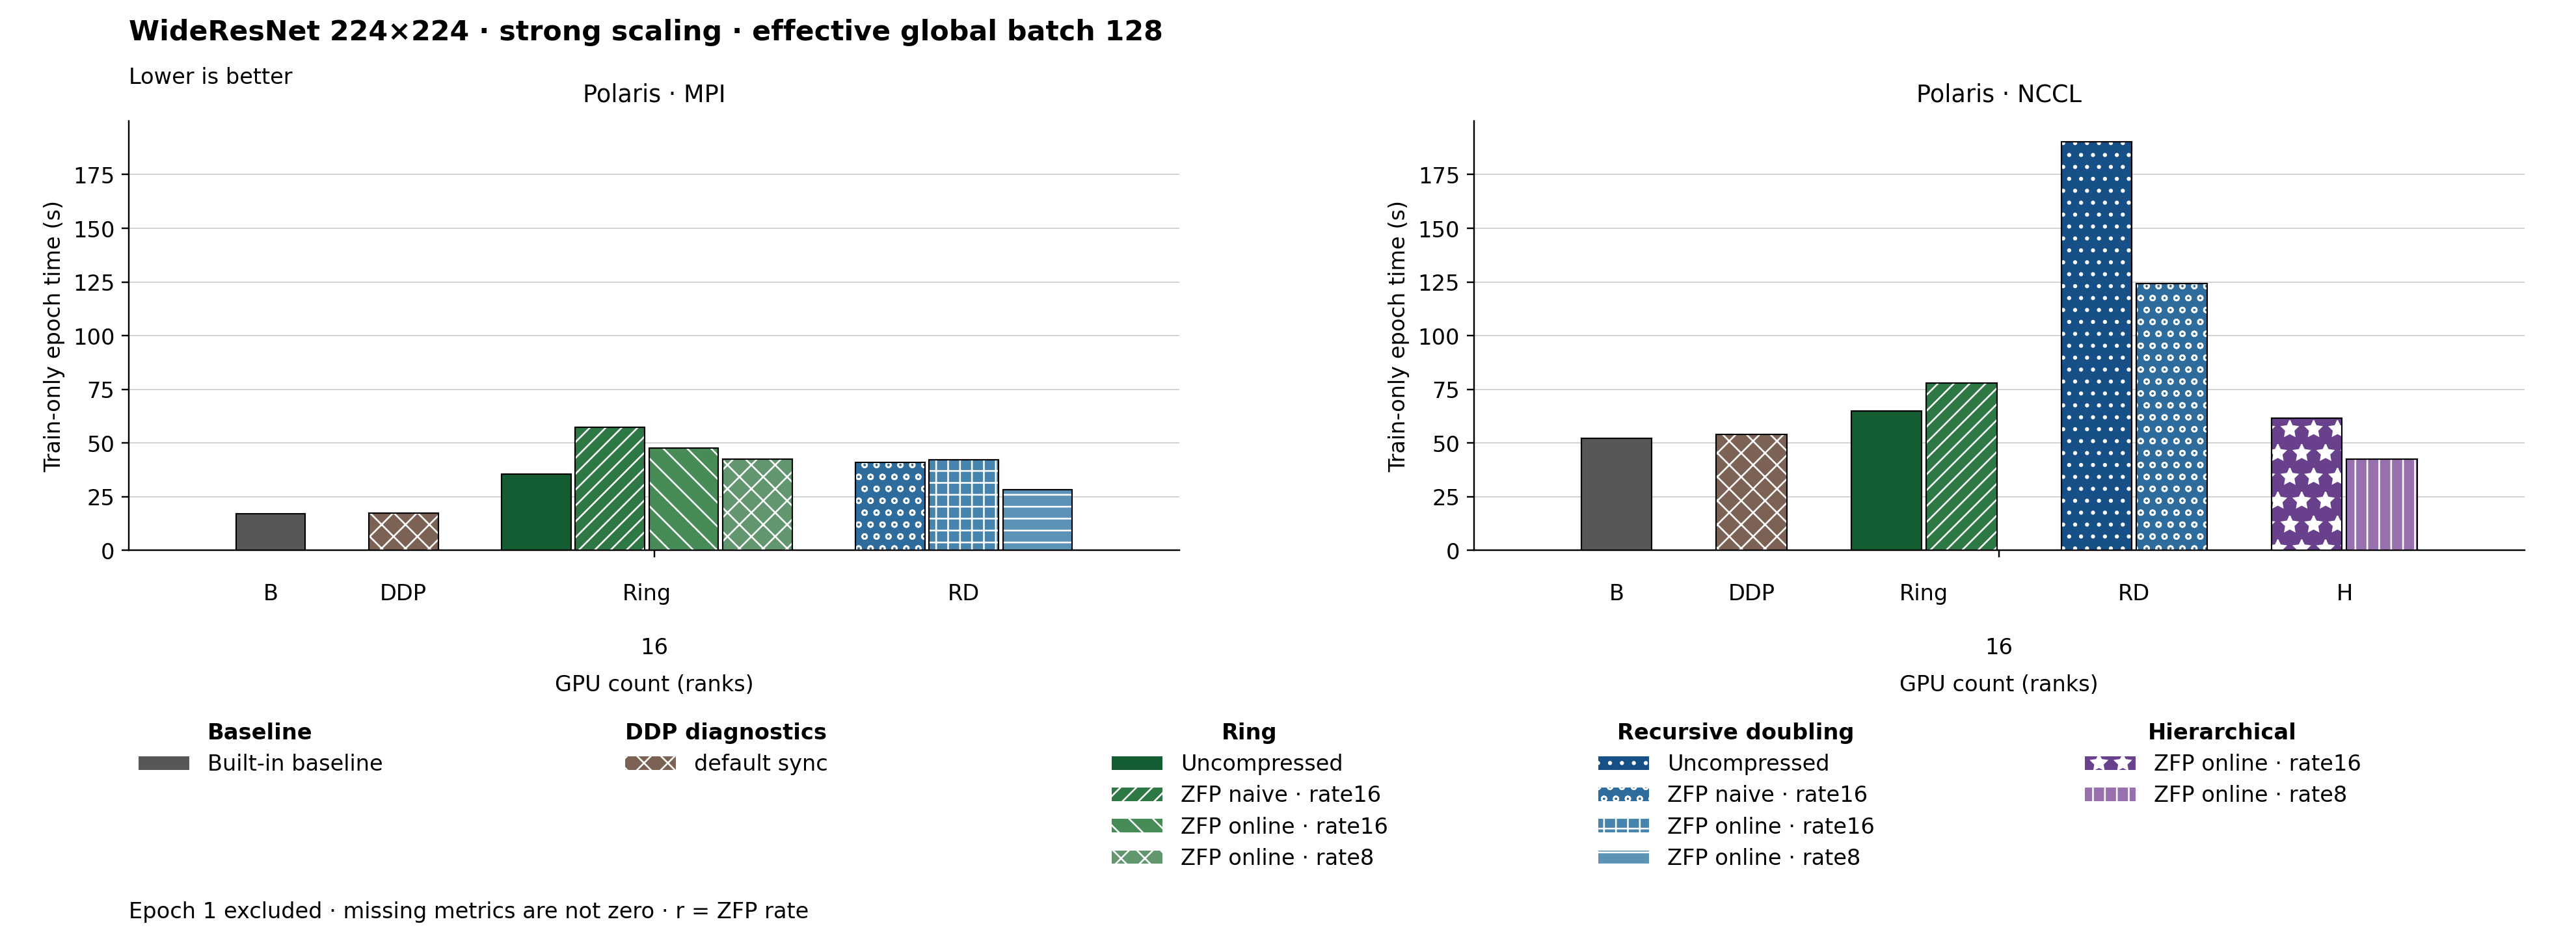 WideResNet 224×224 · strong scaling · effective global batch 128
Lower is better
Polaris · MPI
Train-only epoch time (s)
175
150
125
100
75
50
25
0
B DDP Ring RD
16
GPU count (ranks)
Polaris · NCCL
Train-only epoch time (s)
175
150
125
100
75
50
25
0
B DDP Ring RD H
16
GPU count (ranks)
Baseline
Built-in baseline
DDP diagnostics
default sync
Ring
Uncompressed
ZFP naive · rate16
ZFP online · rate16
ZFP online · rate8
Recursive doubling
Uncompressed
ZFP naive · rate16
ZFP online · rate16
ZFP online · rate8
Hierarchical
ZFP online · rate16
ZFP online · rate8
Epoch 1 excluded · missing metrics are not zero · r = ZFP rate